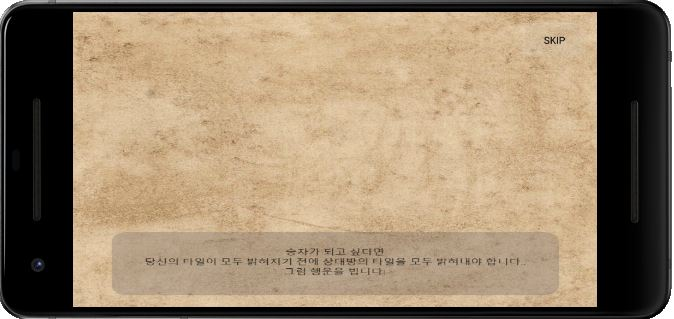 SKIP
승자가 되고 싶다면
당신의 타일이 모두 밝혀지기 전에 상대방의 타일을 모두 밝혀내야 합니다.
그럼 행운을 빕니다.